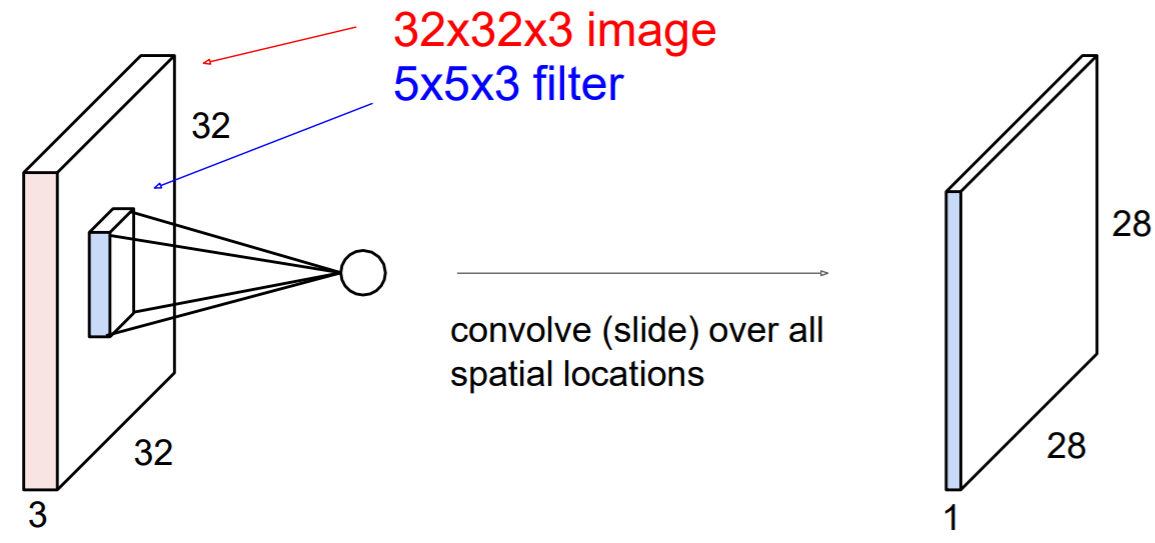 32x32x3 image
5x5x3 filter
32
32
3
convolve (slide) over all
spatial locations
28
28
1